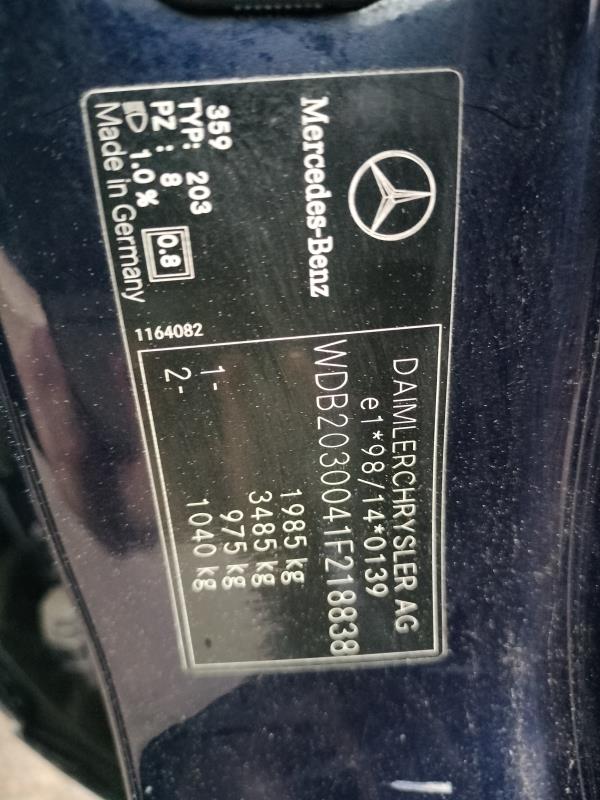 Mercedes-Benz
359
TYP: 203
PZ : 8
1.0 % 0.8
Made in Germany
1164082
DAIMLERCHRYSLER AG
e1*98/14*0139
WDB2030041F218838
1985 kg
3485 kg
1- 975 kg
2- 1040 kg